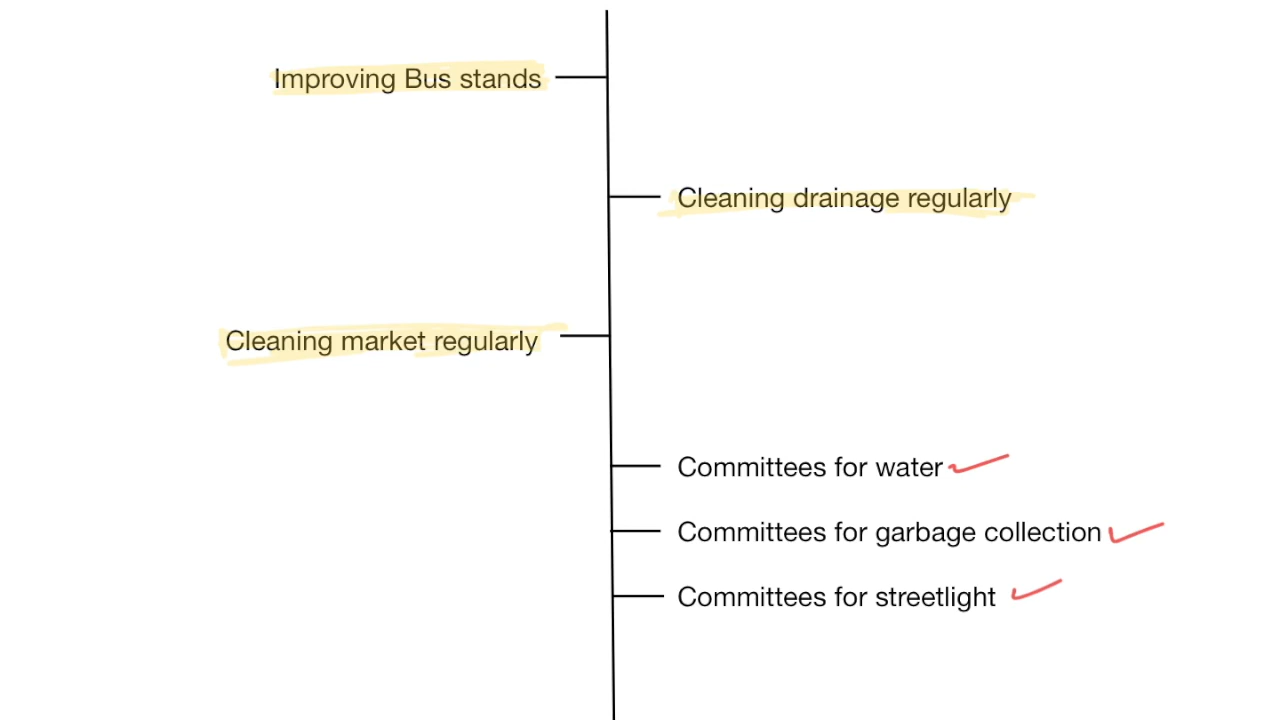 Improving Bus stands
Cleaning drainage regularly
Cleaning market regularly
Committees for water
Committees for garbage collection
Committees for streetlight